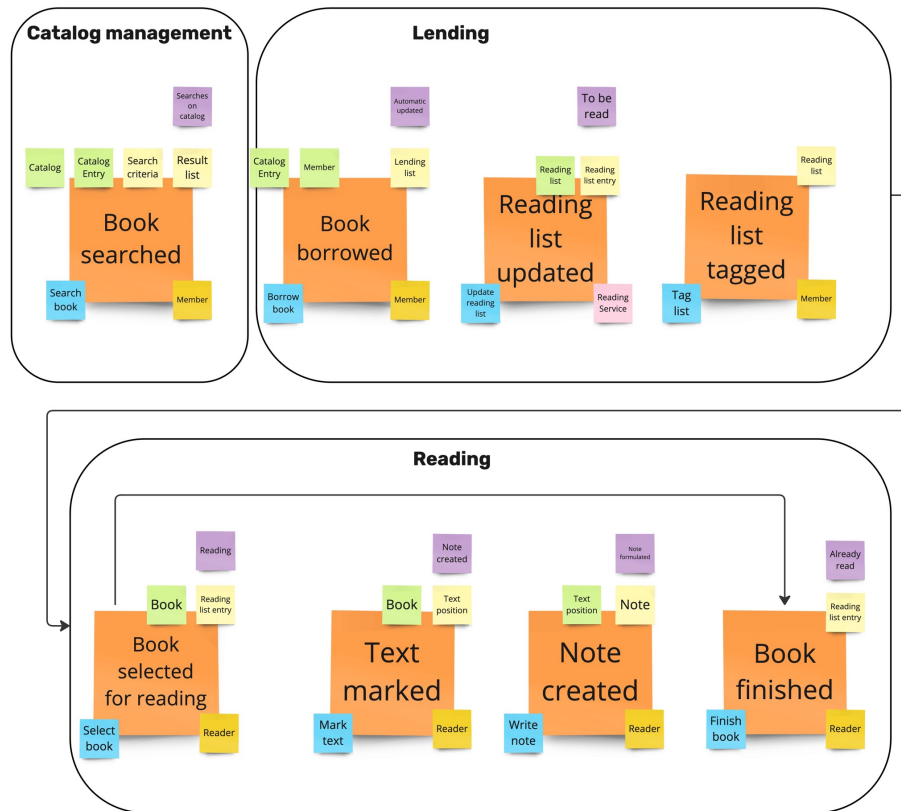 Catalog management
Searches
on
catalog
Catalog
Catalog
Entry
Search
criteria
Result
list
Book
searched
Search
book
Member
Lending
Automatic
updated
Catalog
Entry
Member
Lending
list
Book
borrowed
Borrow
book
Member
To be
read
Reading
list
Reading
list entry
Reading
list
updated
Update
reading
list
Reading
Service
Reading
list
Reading
list
tagged
Tag
list
Member
Reading
Reading
Book
Reading
list entry
Book
selected
for reading
Select
book
Reader
Note
created
Book
Text
position
Text
marked
Mark
text
Reader
Note
formulated
Text
position
Note
Note
created
Write
note
Reader
Already
read
Reading
list entry
Book
finished
Finish
book
Reader